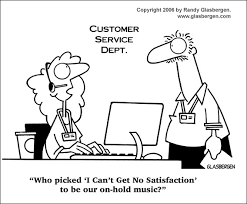 Copyright 2006 by Randy Glasbergen.
www.glasbergen.com
CUSTOMER
SERVICE
DEPT.
GLASBERGEN
"Who picked 'I Can't Get No Satisfaction'
to be our on-hold music?"